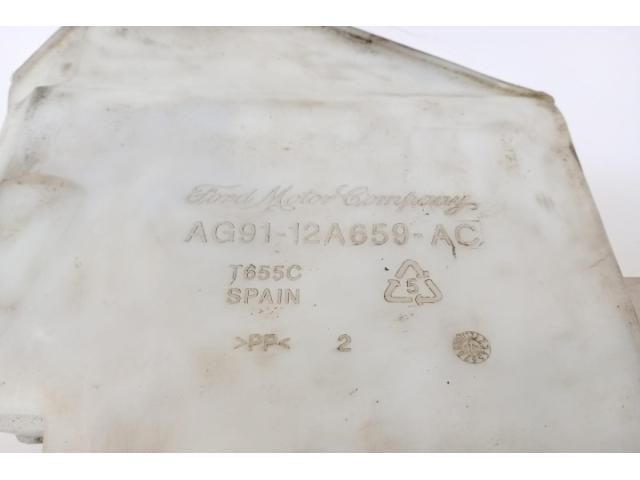 Ford Motor Company
AG91-12A659-AC
T655C
SPAIN
5
>PP<
2